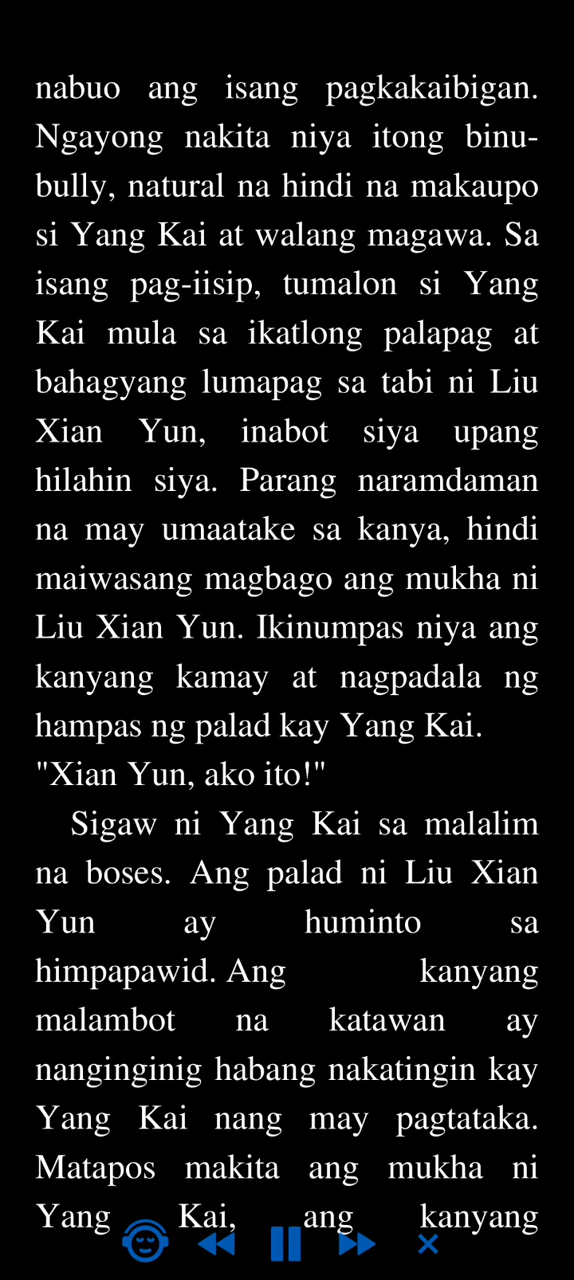 nabuo ang isang pagkakaibigan.
Ngayong nakita niya itong binu-
bully, natural na hindi na makaupo
si Yang Kai at walang magawa. Sa
isang pag-iisip, tumalon si Yang
Kai mula sa ikatlong palapag at
bahagyang lumapag sa tabi ni Liu
Xian Yun, inabot siya upang
hilahin siya. Parang naramdaman
na may umaatake sa kanya, hindi
maiwasang magbago ang mukha ni
Liu Xian Yun. Ikinumpas niya ang
kanyang kamay at nagpadala ng
hampas ng palad kay Yang Kai.
"Xian Yun, ako ito!"
Sigaw ni Yang Kai sa malalim
na boses. Ang palad ni Liu Xian
Yun ay huminto sa
himpapawid. Ang kanyang
malambot na katawan ay
nanginginig habang nakatingin kay
Yang Kai nang may pagtataka.
Matapos makita ang mukha ni
Yang Kai, ang kanyang